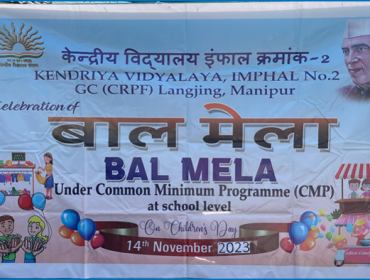 केन्द्रीय विद्यालय इंफाल क्रमांक-2
KENDRIYA VIDYALAYA, IMPHAL No.2
GC (CRPF) Langjing, Manipur
Celebration of
बाल मेला
BAL MELA
Under Common Minimum Programme (CMP)
at school level
On Children's Day
14th November 2023